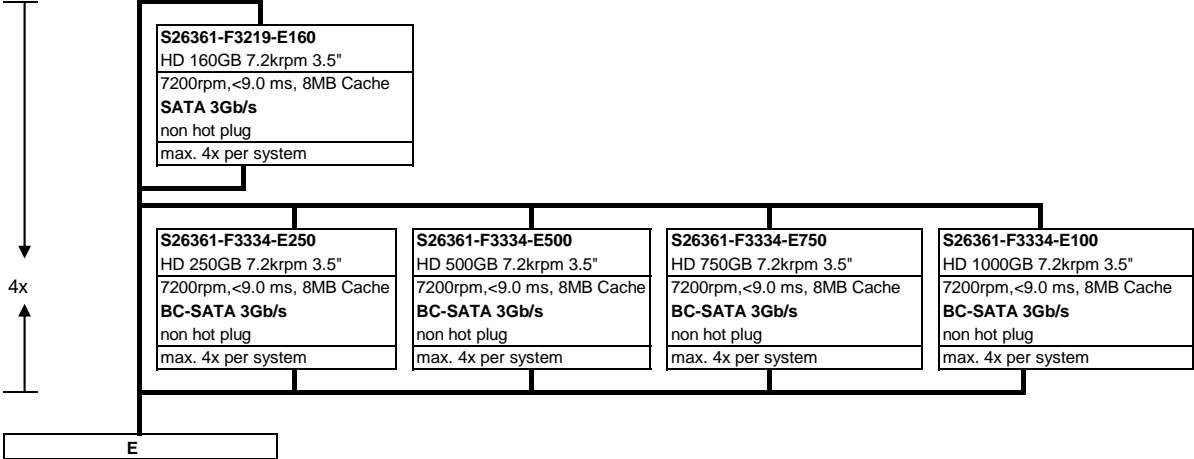 S26361-F3219-E160
HD 160GB 7.2krpm 3.5"
7200rpm,<9.0 ms, 8MB Cache
SATA 3Gb/s
non hot plug
max. 4x per system
4x
S26361-F3334-E250
HD 250GB 7.2krpm 3.5"
7200rpm,<9.0 ms, 8MB Cache
BC-SATA 3Gb/s
non hot plug
max. 4x per system
S26361-F3334-E500
HD 500GB 7.2krpm 3.5"
7200rpm,<9.0 ms, 8MB Cache
BC-SATA 3Gb/s
non hot plug
max. 4x per system
S26361-F3334-E750
HD 750GB 7.2krpm 3.5"
7200rpm,<9.0 ms, 8MB Cache
BC-SATA 3Gb/s
non hot plug
max. 4x per system
S26361-F3334-E100
HD 1000GB 7.2krpm 3.5"
7200rpm,<9.0 ms, 8MB Cache
BC-SATA 3Gb/s
non hot plug
max. 4x per system
E